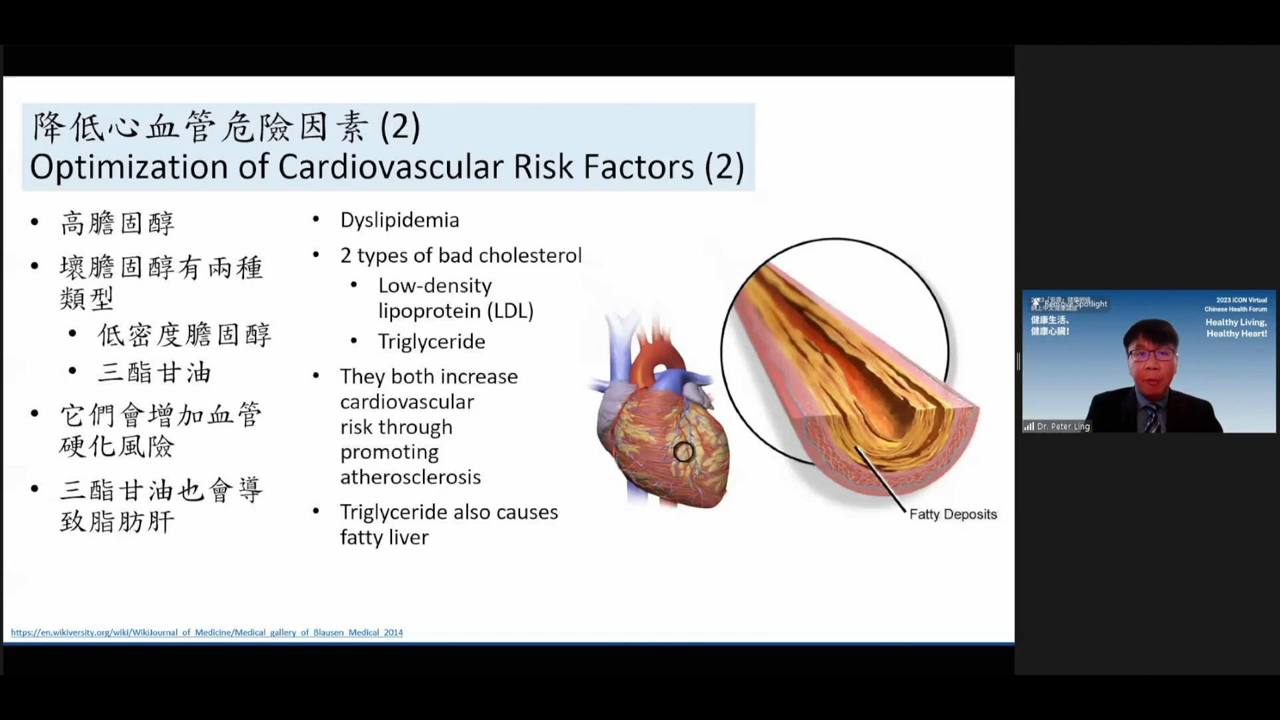 降低心血管危險因素 (2)
Optimization of Cardiovascular Risk Factors (2)
• 高膽固醇
• 壞膽固醇有兩種
類型
• 低密度膽固醇
• 三酯甘油
• 它們會增加血管
硬化風險
• 三酯甘油也會導
致脂肪肝
• Dyslipidemia
• 2 types of bad cholesterol
• Low-density
lipoprotein (LDL)
• Triglyceride
• They both increase
cardiovascular
risk through
promoting
atherosclerosis
• Triglyceride also causes
fatty liver
Fatty Deposits
https://en.wikiversity.org/wiki/WikiJournal_of_Medicine/Medical_gallery_of_Blausen_Medical_2014
Spotlight
健康生活、
健康心臟!
2023 iCON Virtual
Chinese Health Forum
Healthy Living,
Healthy Heart!
Dr. Peter Ling